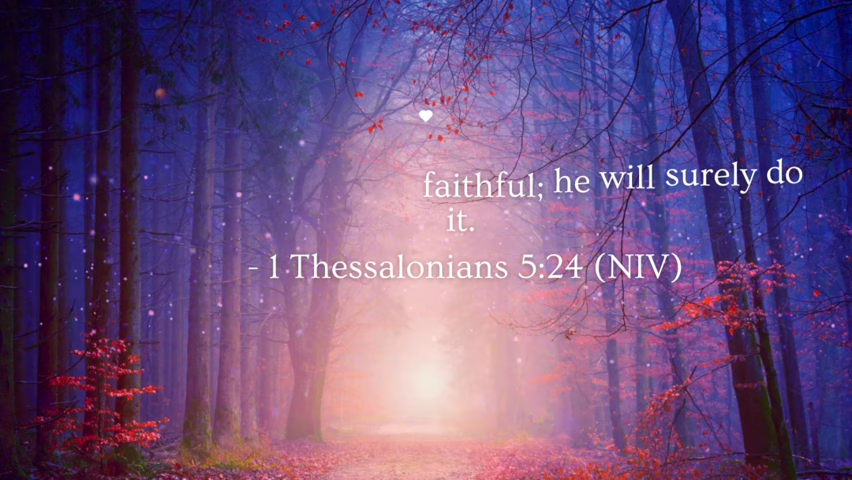 faithful; he will surely do
it.
- 1 Thessalonians 5:24 (NIV)